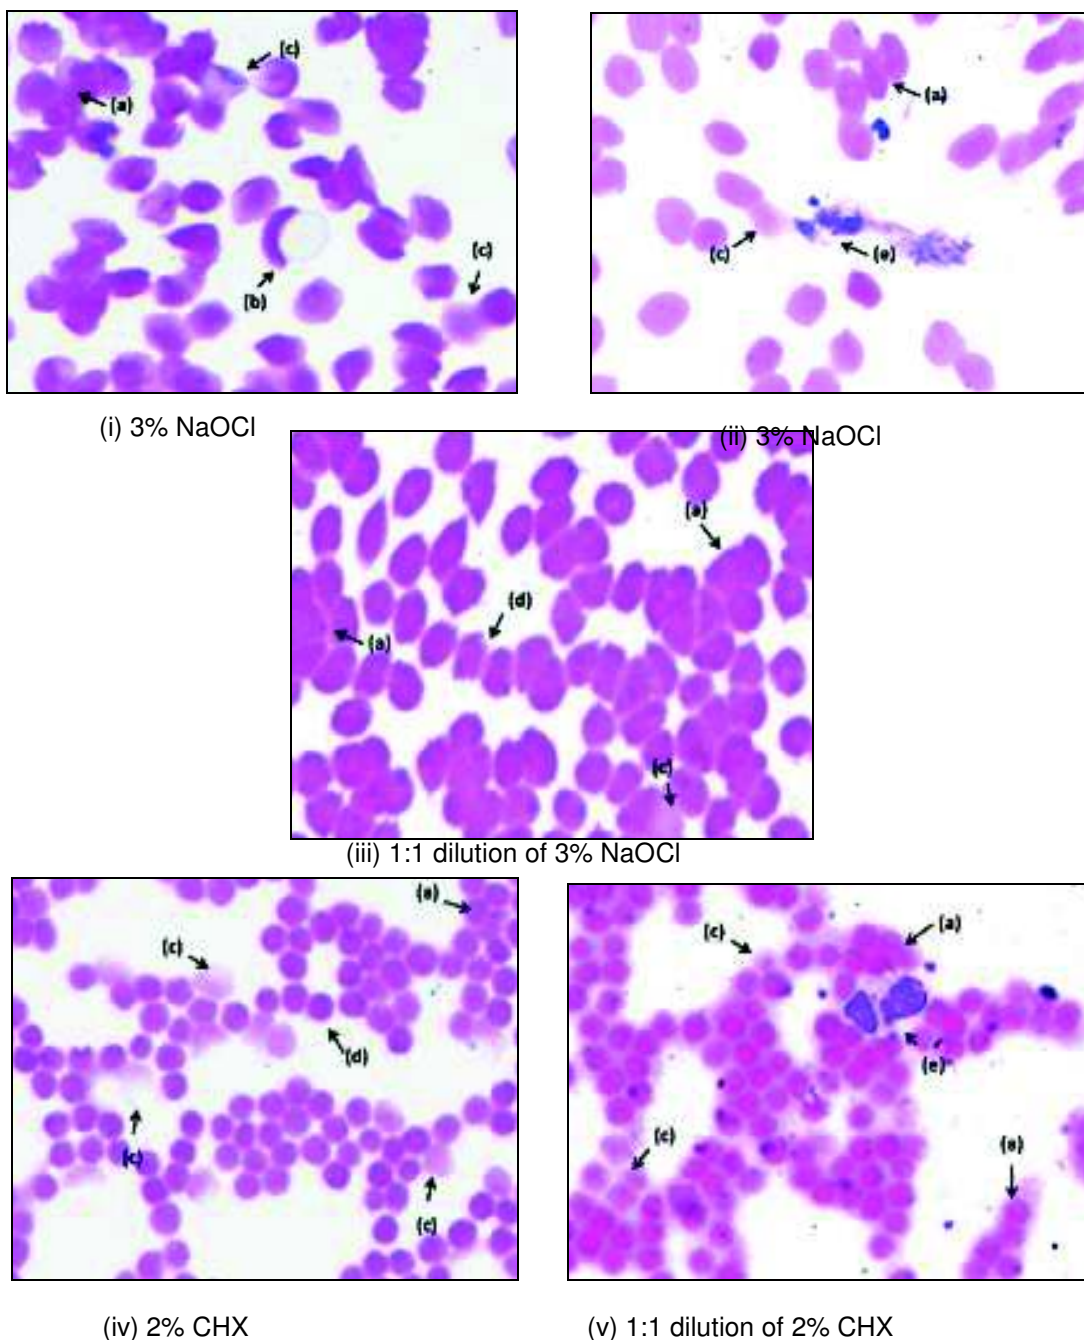 (c)
(a)
(c)
(b)
(a)
(c)
(e)
(i) 3% NaOCl
(ii) 3% NaOCl
(a)
(d)
(a)
(c)
(iii) 1:1 dilution of 3% NaOCl
(a)
(c)
(d)
(c)
(c)
(c)
(a)
(e)
(c)
(a)
(iv) 2% CHX
(v) 1:1 dilution of 2% CHX